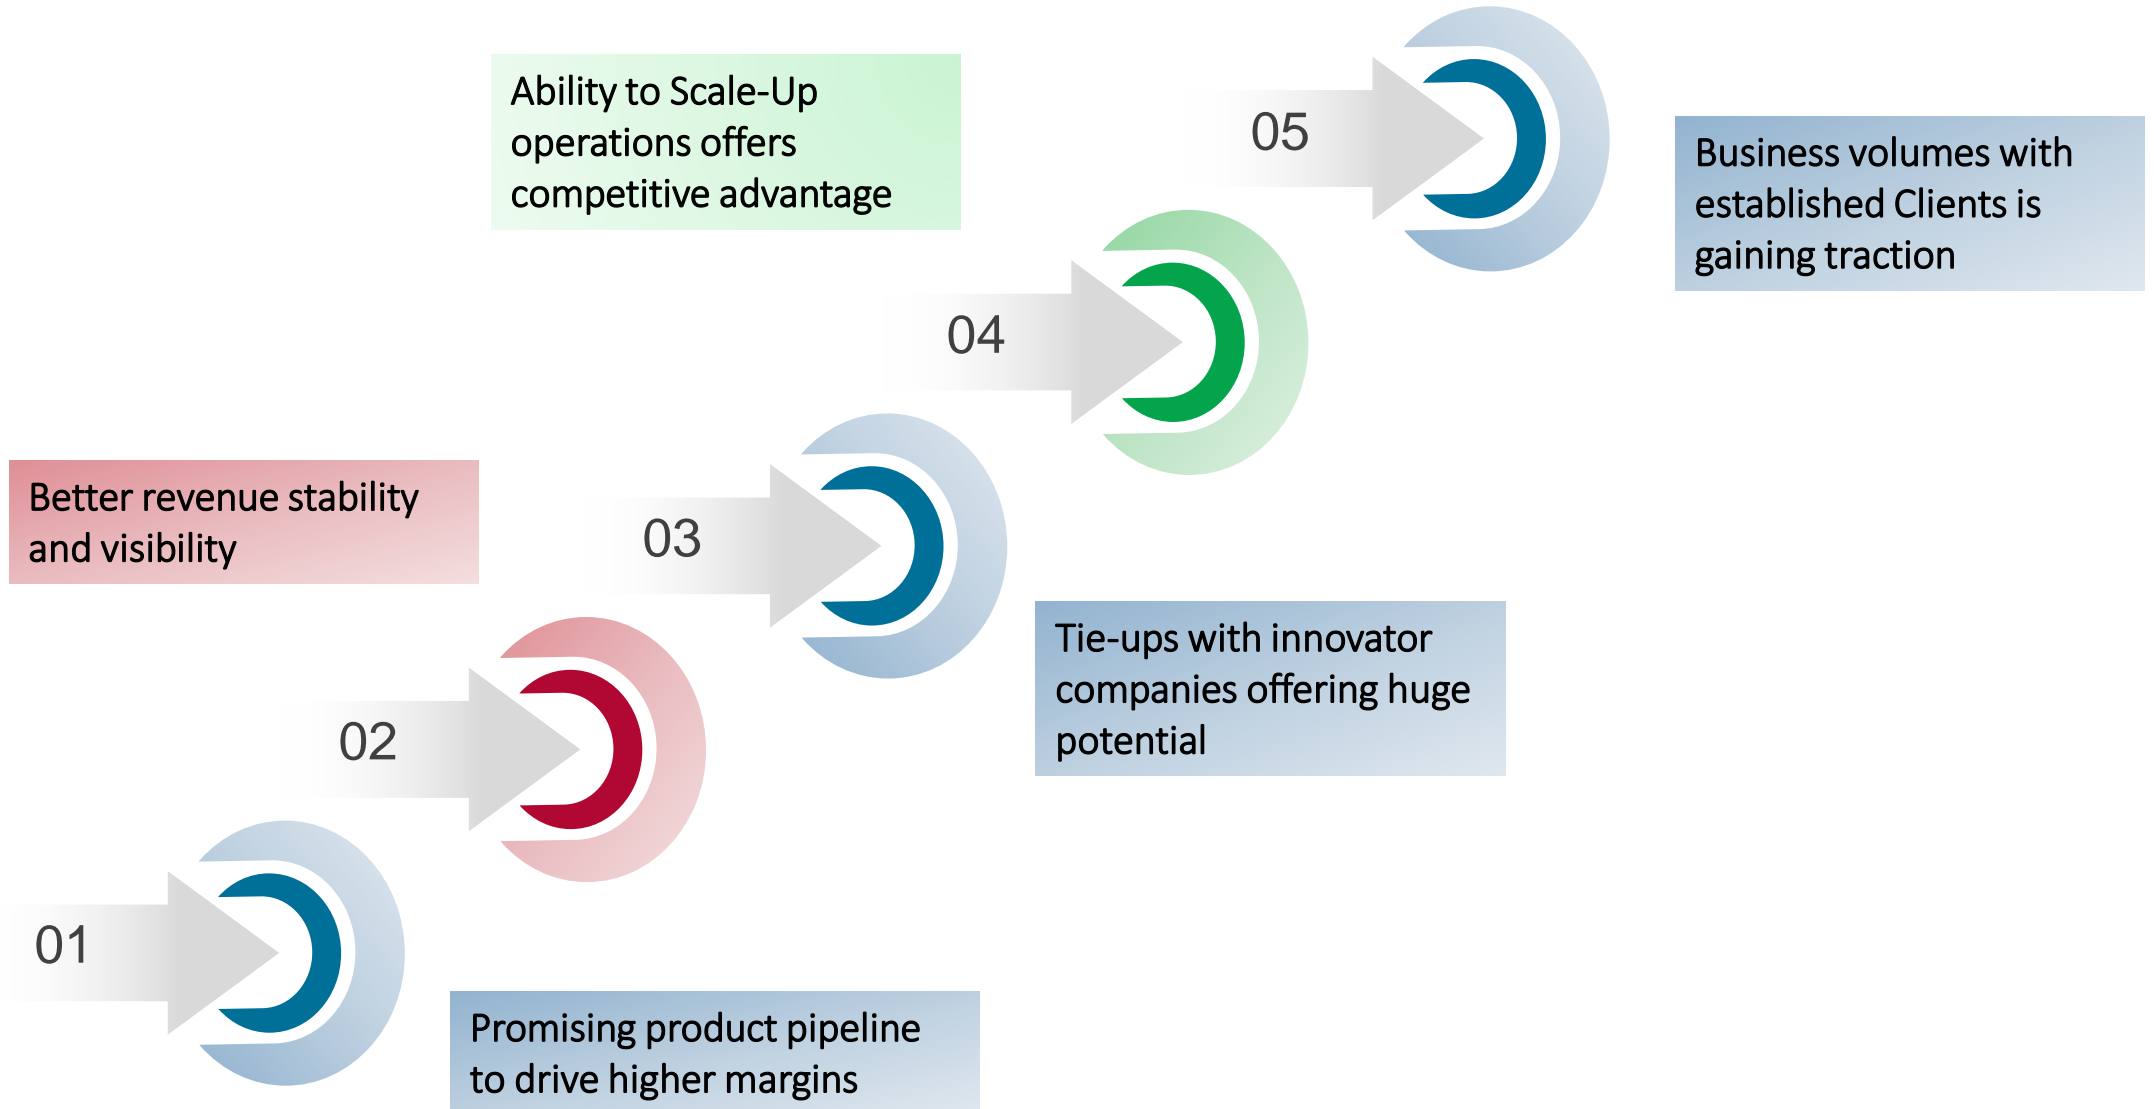 Ability to Scale-Up
operations offers
competitive advantage
05
Business volumes with
established Clients is
gaining traction
04
Better revenue stability
and visibility
03
Tie-ups with innovator
companies offering huge
potential
02
01
Promising product pipeline
to drive higher margins